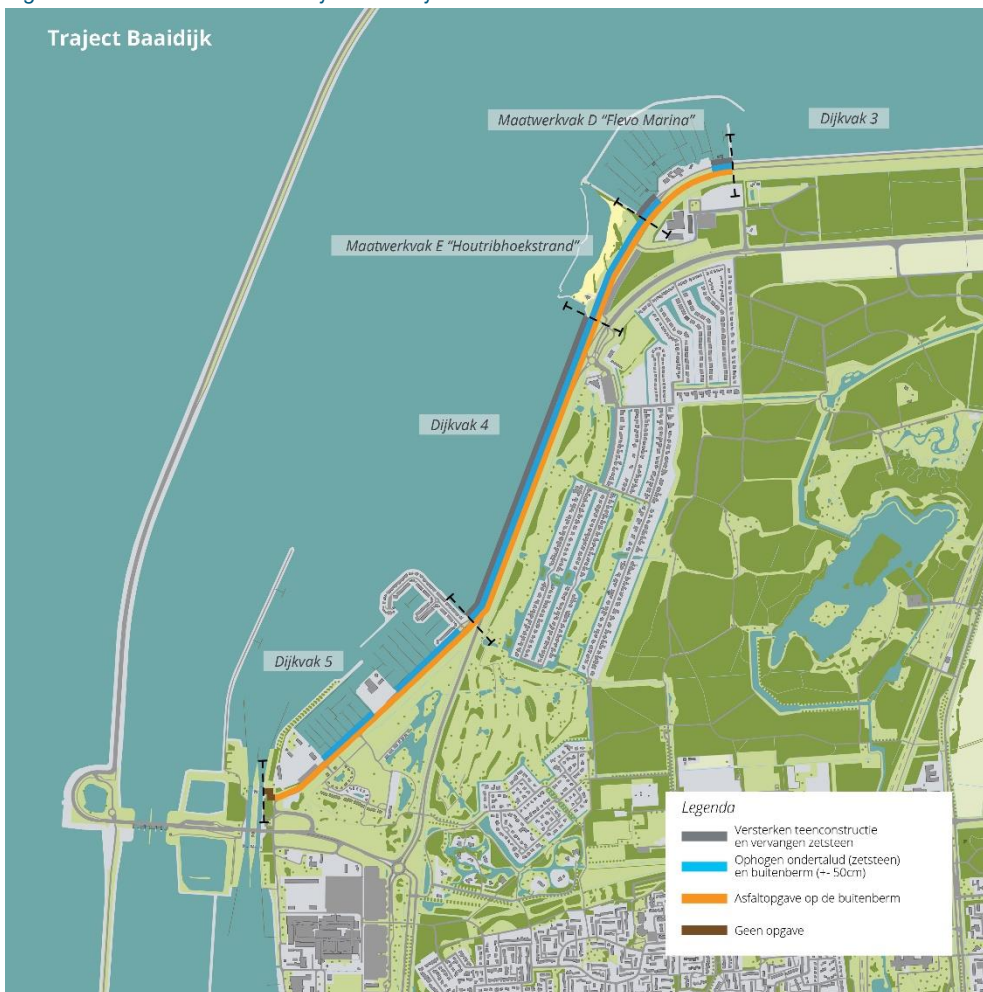 Traject Baaidijk
Maatwerkvak D "Flevo Marina"
Dijkvak 3
Maatwerkvak E "Houtribhoekstrand"
Dijkvak 4
Dijkvak 5
Legenda
Versterken teenconstructie
en vervangen zetsteen
Ophogen ondertalud (zetsteen)
en buitenberm (+- 50cm)
Asfaltopgave op de buitenberm
Geen opgave